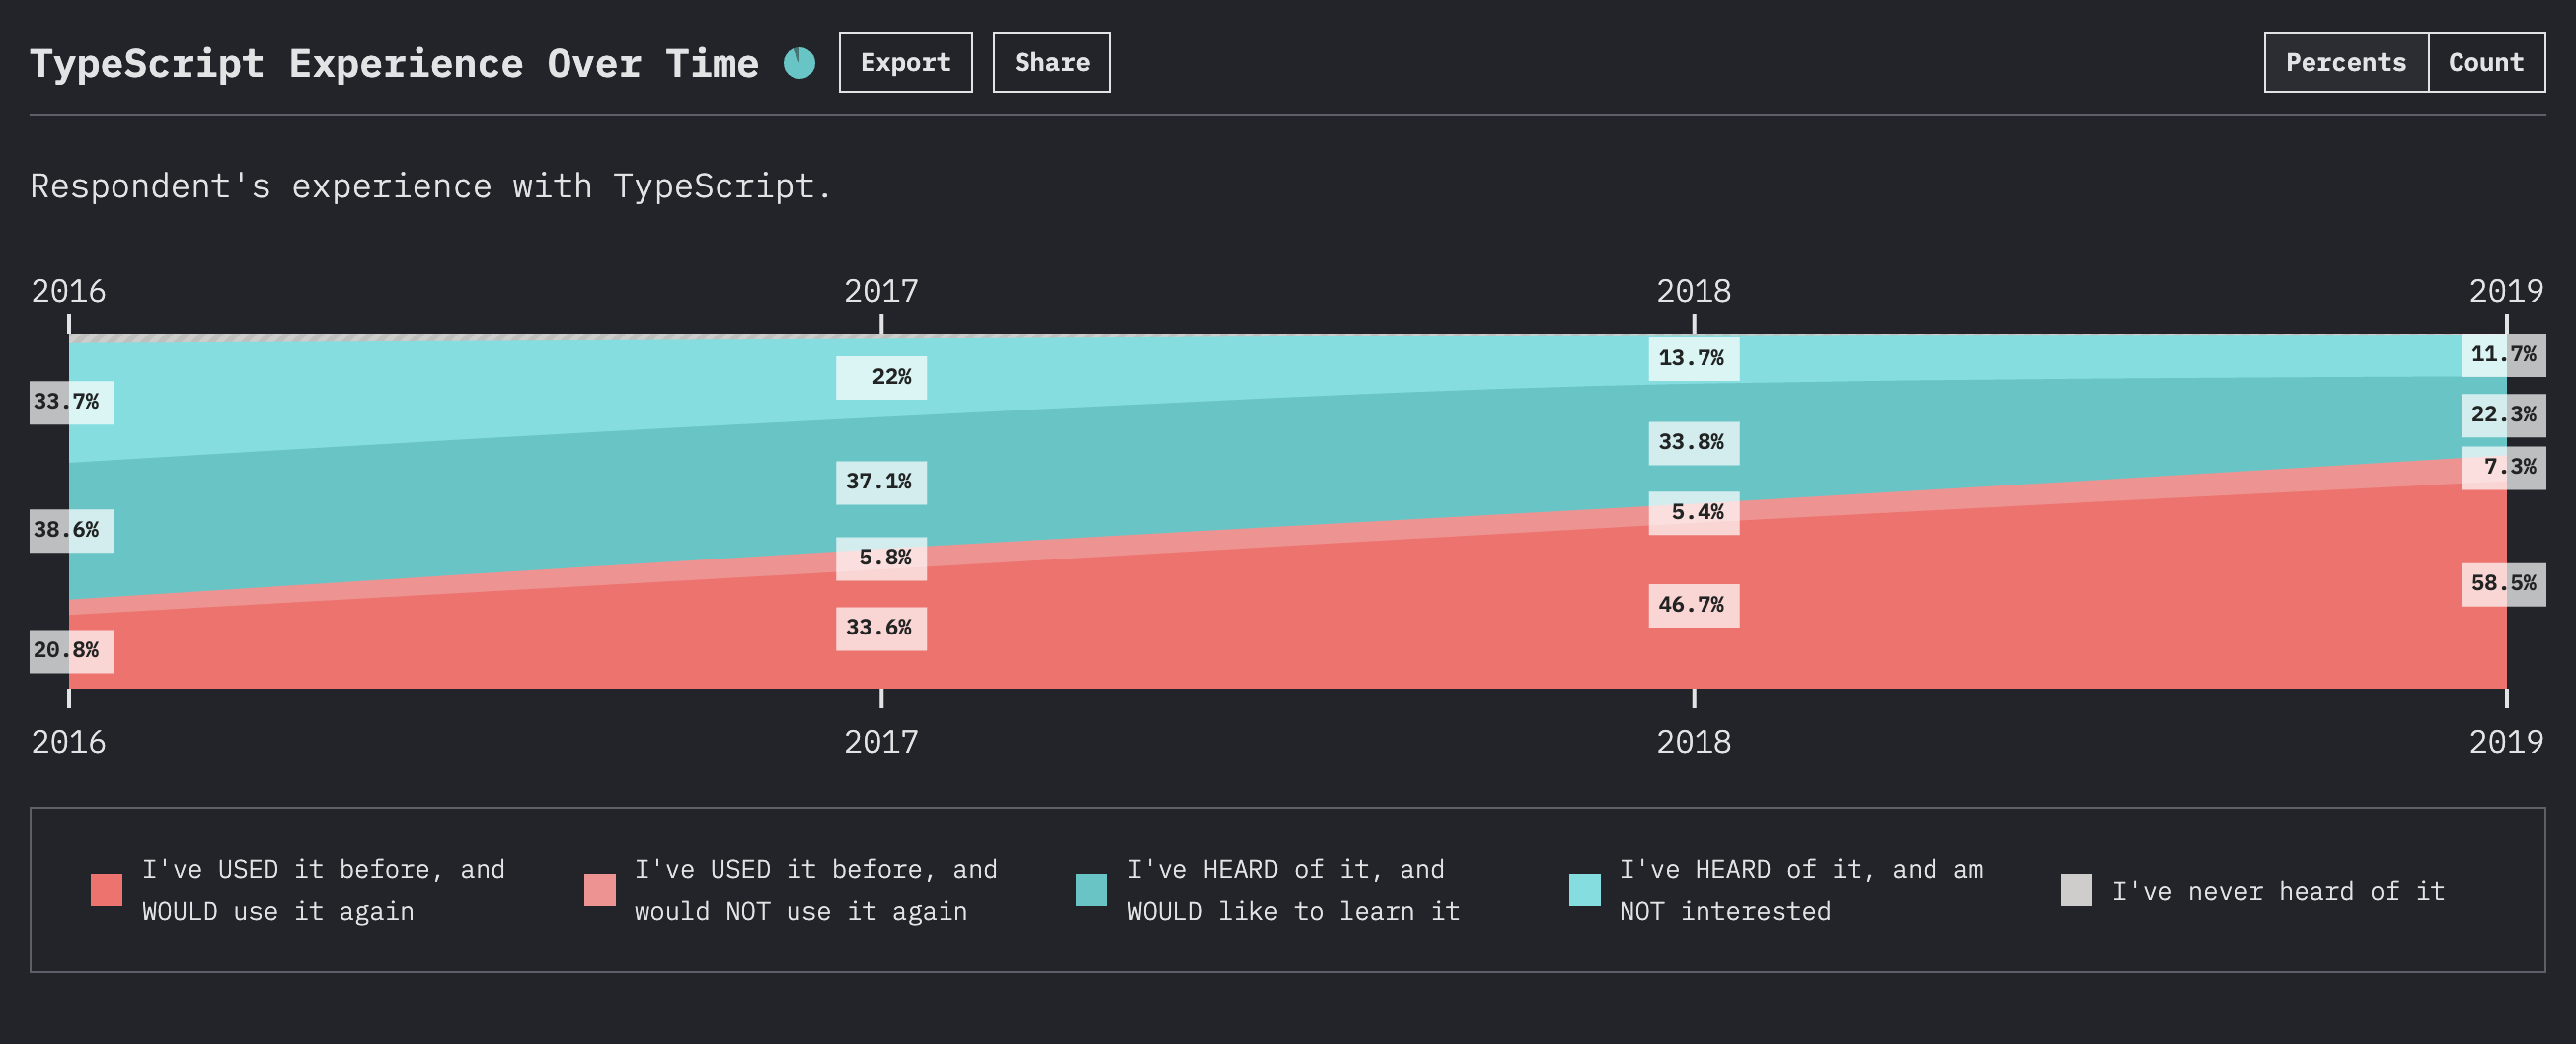 TypeScript Experience Over Time Export Share Percents Count
Respondent's experience with TypeScript.
2016 2017 2018 2019
33.7% 22% 13.7% 11.7%
38.6% 37.1% 33.8% 22.3%
5.8% 5.4% 7.3%
20.8% 33.6% 46.7% 58.5%
2016 2017 2018 2019
I've USED it before, and
WOULD use it again
I've USED it before, and
would NOT use it again
I've HEARD of it, and
WOULD like to learn it
I've HEARD of it, and am
NOT interested
I've never heard of it